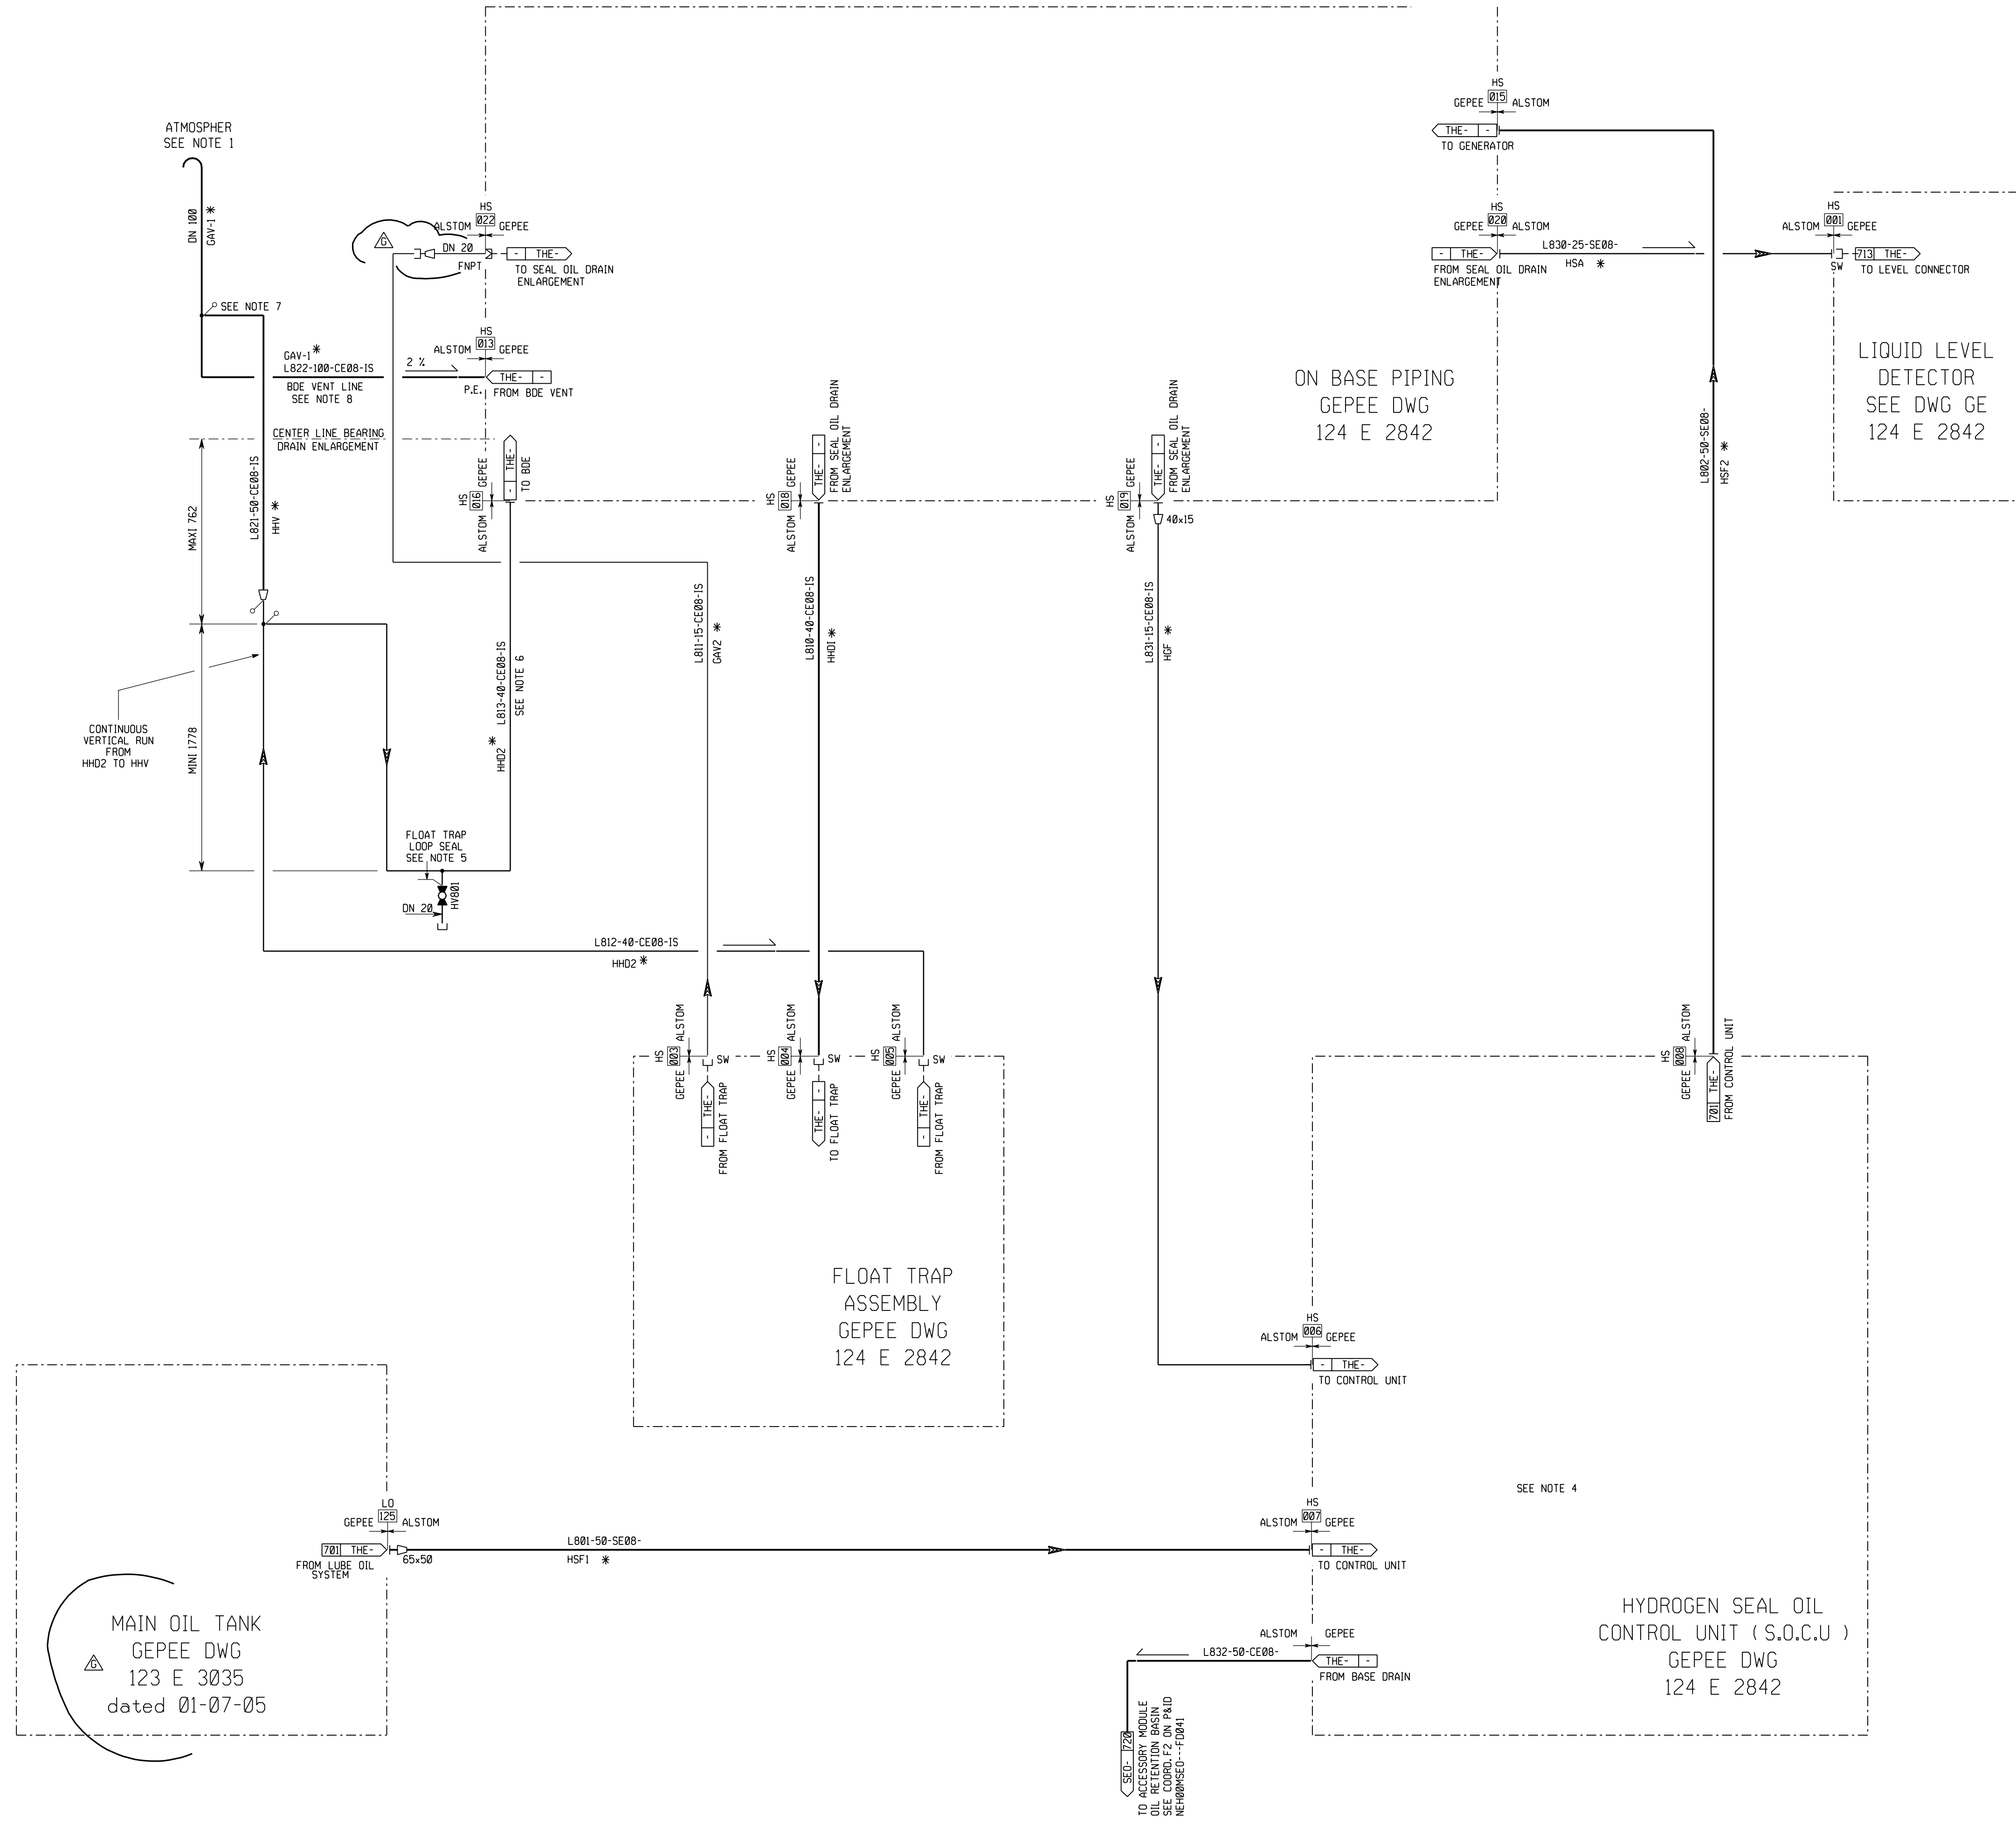 ATMOSPHER
SEE NOTE 1
DN 100
GAV-1 *
SEE NOTE 7
HS
022
ALSTOM GEPEE
G
DN 20
FNPT
- THE-
TO SEAL OIL DRAIN
ENLARGEMENT
HS
013
ALSTOM GEPEE
GAV-1 *
L822-100-CE08-IS
2 %
BDE VENT LINE
SEE NOTE 8
THE- -
P.E.
FROM BDE VENT
CENTER LINE BEARING
DRAIN ENLARGEMENT
HS
015
GEPEE ALSTOM
THE- -
TO GENERATOR
HS
020
GEPEE ALSTOM
- THE-
FROM SEAL OIL DRAIN
ENLARGEMENT
L830-25-SE08-
HSA *
HS
001
ALSTOM GEPEE
SW
713 THE-
TO LEVEL CONNECTOR
LIQUID LEVEL
DETECTOR
SEE DWG GE
124 E 2842
ON BASE PIPING
GEPEE DWG
124 E 2842
MAXI 762
L821-50-CE08-IS
HHV *
HS
016
ALSTOM GEPEE
- THE-
TO BDE
HS
018
ALSTOM GEPEE
THE- -
FROM SEAL OIL DRAIN
ENLARGEMENT
HS
019
ALSTOM GEPEE
THE- -
FROM SEAL OIL DRAIN
ENLARGEMENT
40x15
L802-50-SE08-
HSF2 *
MINI 1778
CONTINUOUS
VERTICAL RUN
FROM
HHD2 TO HHV
L813-40-CE08-IS
SEE NOTE 6
HHD2 *
L811-15-CE08-IS
GAV2 *
L810-40-CE08-IS
HHDI *
L831-15-CE08-IS
HGF *
FLOAT TRAP
LOOP SEAL
SEE NOTE 5
HV801
DN 20
L812-40-CE08-IS
HHD2 *
HS
003
GEPEE ALSTOM
SW
- THE-
FROM FLOAT TRAP
HS
004
GEPEE ALSTOM
SW
THE- -
TO FLOAT TRAP
HS
005
GEPEE ALSTOM
SW
- THE-
FROM FLOAT TRAP
HS
008
GEPEE ALSTOM
701 THE-
FROM CONTROL UNIT
FLOAT TRAP
ASSEMBLY
GEPEE DWG
124 E 2842
HS
006
ALSTOM GEPEE
- THE-
TO CONTROL UNIT
SEE NOTE 4
LO
125
GEPEE ALSTOM
701 THE-
FROM LUBE OIL
SYSTEM
65x50
L801-50-SE08-
HSF1 *
HS
007
ALSTOM GEPEE
- THE-
TO CONTROL UNIT
MAIN OIL TANK
GEPEE DWG
123 E 3035
dated 01-07-05
G
HYDROGEN SEAL OIL
CONTROL UNIT ( S.O.C.U )
GEPEE DWG
124 E 2842
ALSTOM GEPEE
L832-50-CE08-
THE- -
FROM BASE DRAIN
SEO- 720
TO ACCESSORY MODULE
OIL RETENTION BASIN
SEE COORD.F2 ON P&ID
NEH00MSEO---FD041